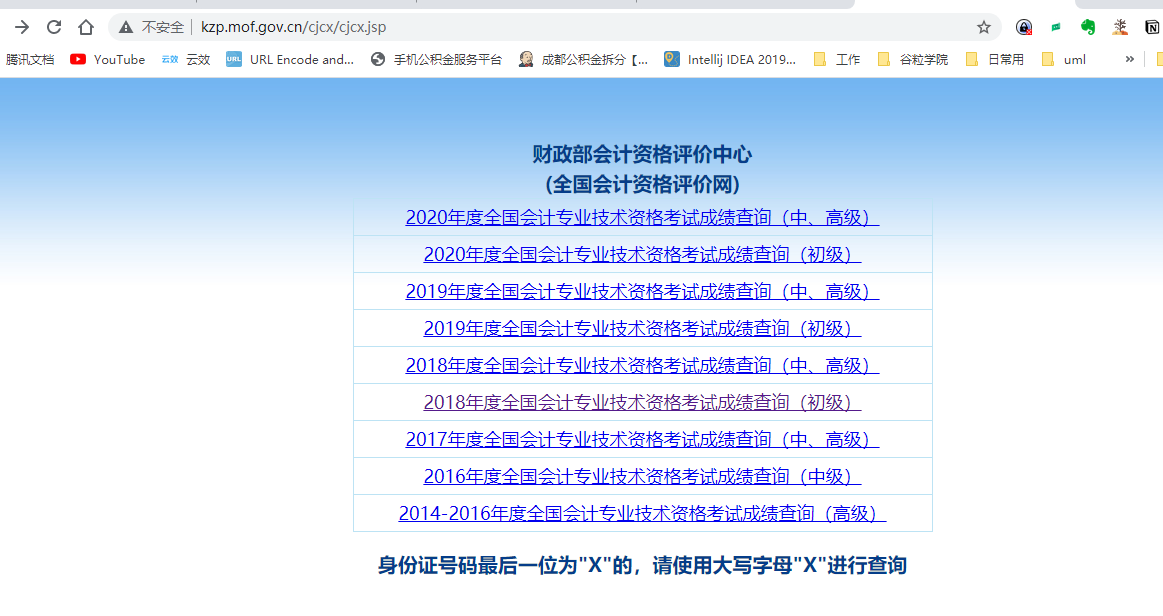 不安全 kzp.mof.gov.cn/cjcx/cjcx.jsp
腾讯文档 YouTube 云效 云效 URL URL Encode and... 手机公积金服务平台 成都公积金拆分【... Intellij IDEA 2019... 工作 谷粒学院 日常用 uml »
财政部会计资格评价中心
(全国会计资格评价网)
2020年度全国会计专业技术资格考试成绩查询（中、高级）
2020年度全国会计专业技术资格考试成绩查询（初级）
2019年度全国会计专业技术资格考试成绩查询（中、高级）
2019年度全国会计专业技术资格考试成绩查询（初级）
2018年度全国会计专业技术资格考试成绩查询（中、高级）
2018年度全国会计专业技术资格考试成绩查询（初级）
2017年度全国会计专业技术资格考试成绩查询（中、高级）
2016年度全国会计专业技术资格考试成绩查询（中级）
2014-2016年度全国会计专业技术资格考试成绩查询（高级）
身份证号码最后一位为"X"的，请使用大写字母"X"进行查询